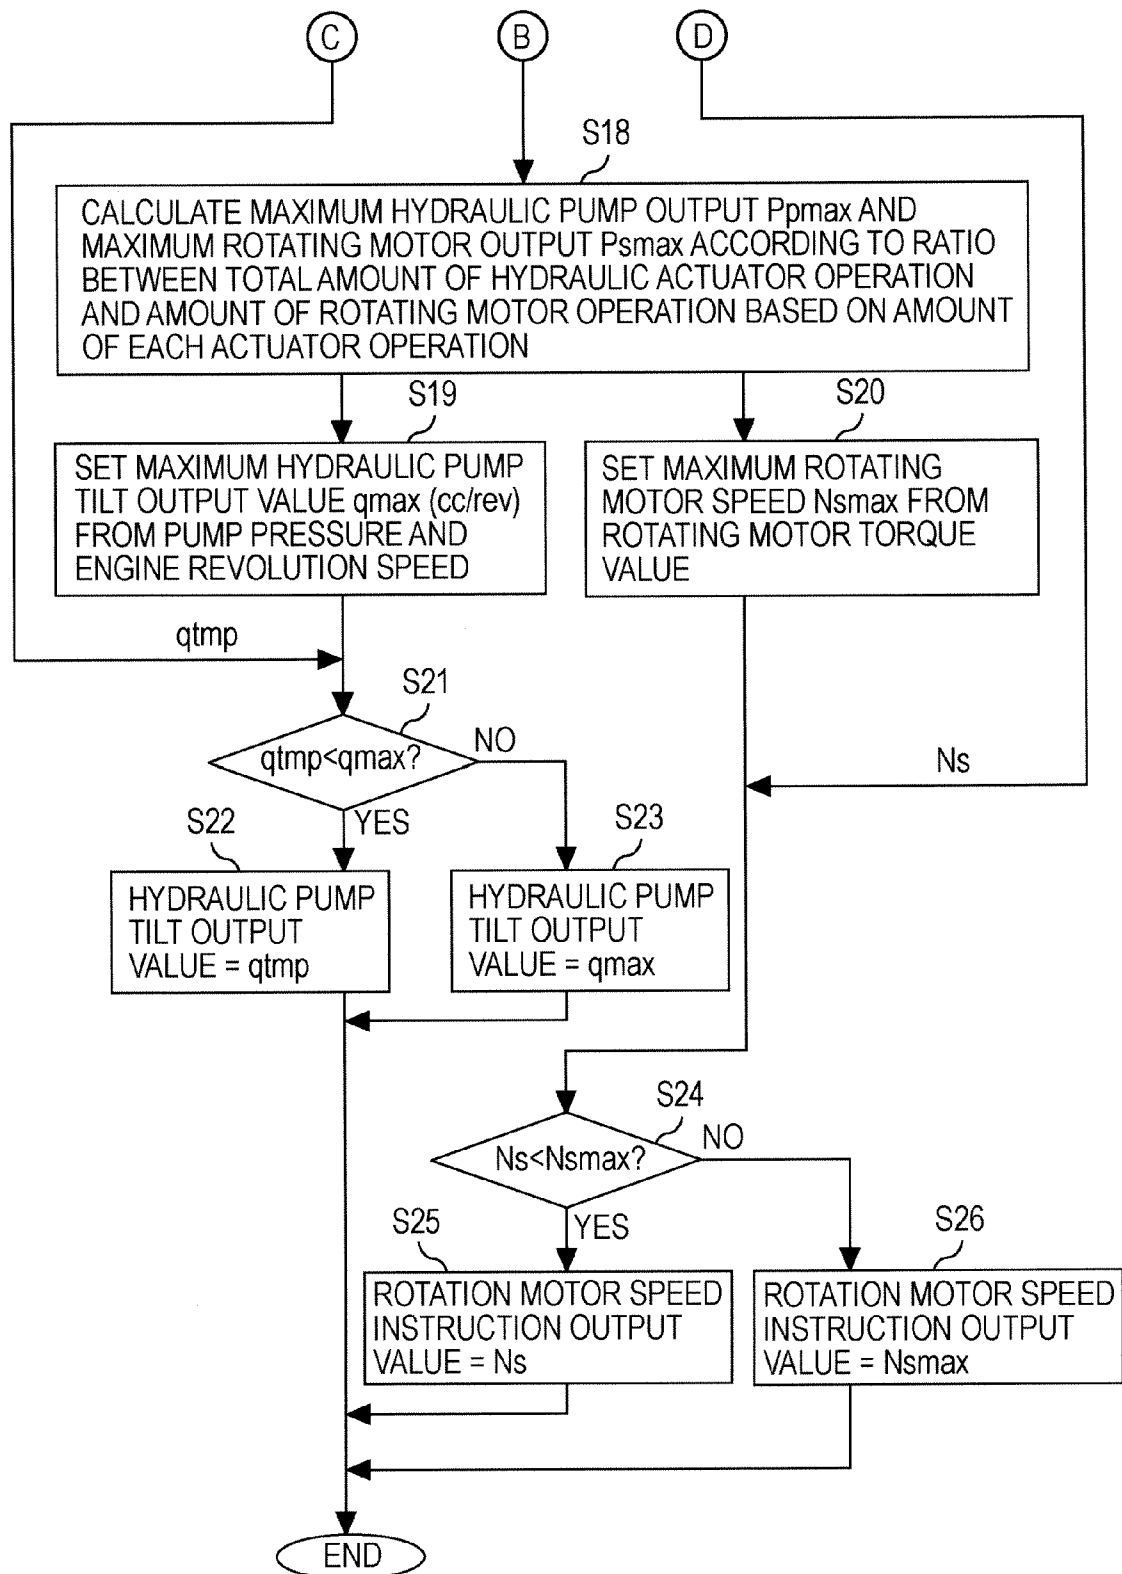 C
B
D
S18
CALCULATE MAXIMUM HYDRAULIC PUMP OUTPUT Ppmax AND
MAXIMUM ROTATING MOTOR OUTPUT Psmax ACCORDING TO RATIO
BETWEEN TOTAL AMOUNT OF HYDRAULIC ACTUATOR OPERATION
AND AMOUNT OF ROTATING MOTOR OPERATION BASED ON AMOUNT
OF EACH ACTUATOR OPERATION
S19
SET MAXIMUM HYDRAULIC PUMP
TILT OUTPUT VALUE qmax (cc/rev)
FROM PUMP PRESSURE AND
ENGINE REVOLUTION SPEED
S20
SET MAXIMUM ROTATING
MOTOR SPEED Nsmax FROM
ROTATING MOTOR TORQUE
VALUE
qtmp
S21
qtmp<qmax?
NO
YES
Ns
S22
HYDRAULIC PUMP
TILT OUTPUT
VALUE = qtmp
S23
HYDRAULIC PUMP
TILT OUTPUT
VALUE = qmax
S24
Ns<Nsmax?
NO
YES
S25
ROTATION MOTOR SPEED
INSTRUCTION OUTPUT
VALUE = Ns
S26
ROTATION MOTOR SPEED
INSTRUCTION OUTPUT
VALUE = Nsmax
END